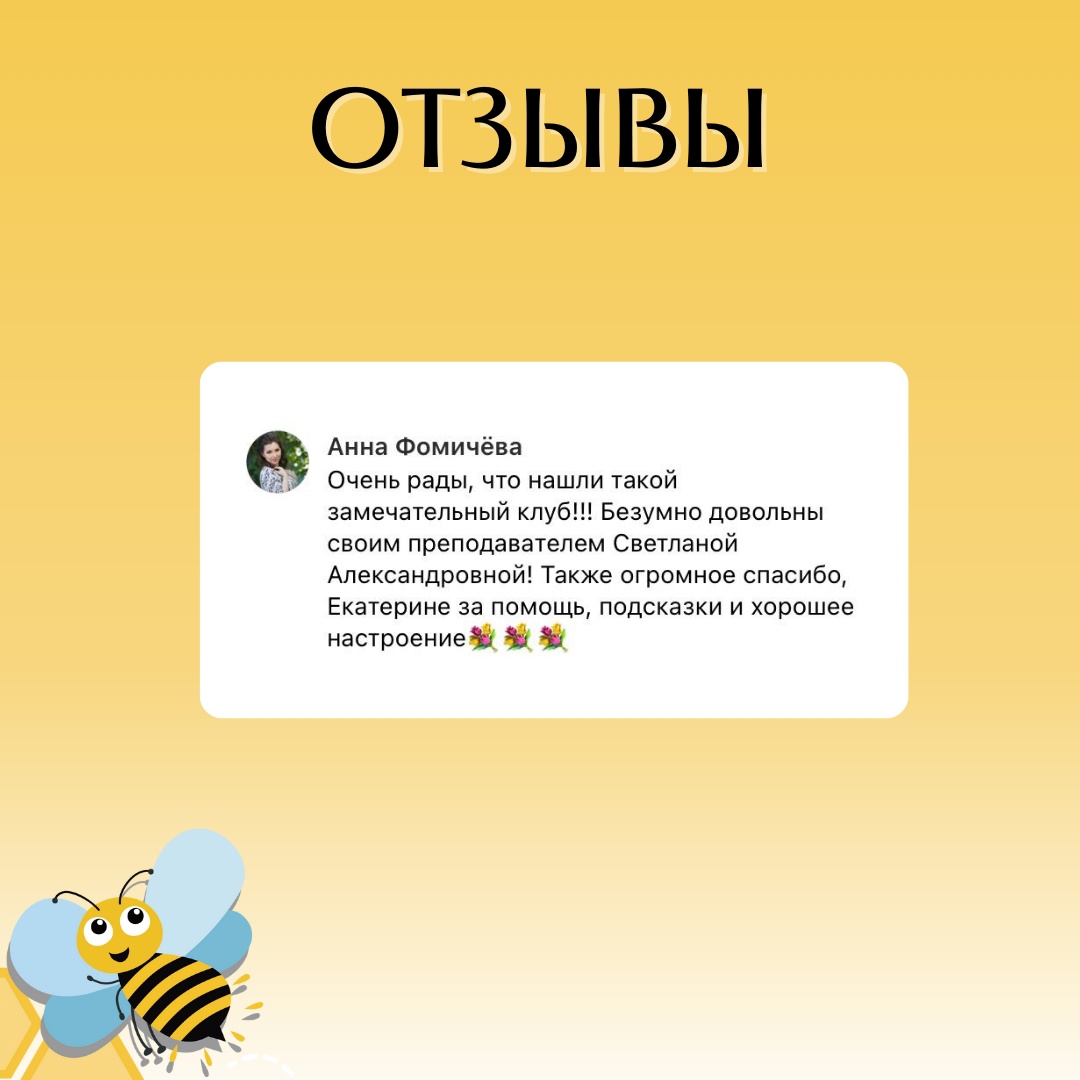 ОТЗЫВЫ
Анна Фомичёва
Очень рады, что нашли такой
замечательный клуб!!! Безумно довольны
своим преподавателем Светланой
Александровной! Также огромное спасибо,
Екатерине за помощь, подсказки и хорошее
настроение💐💐💐